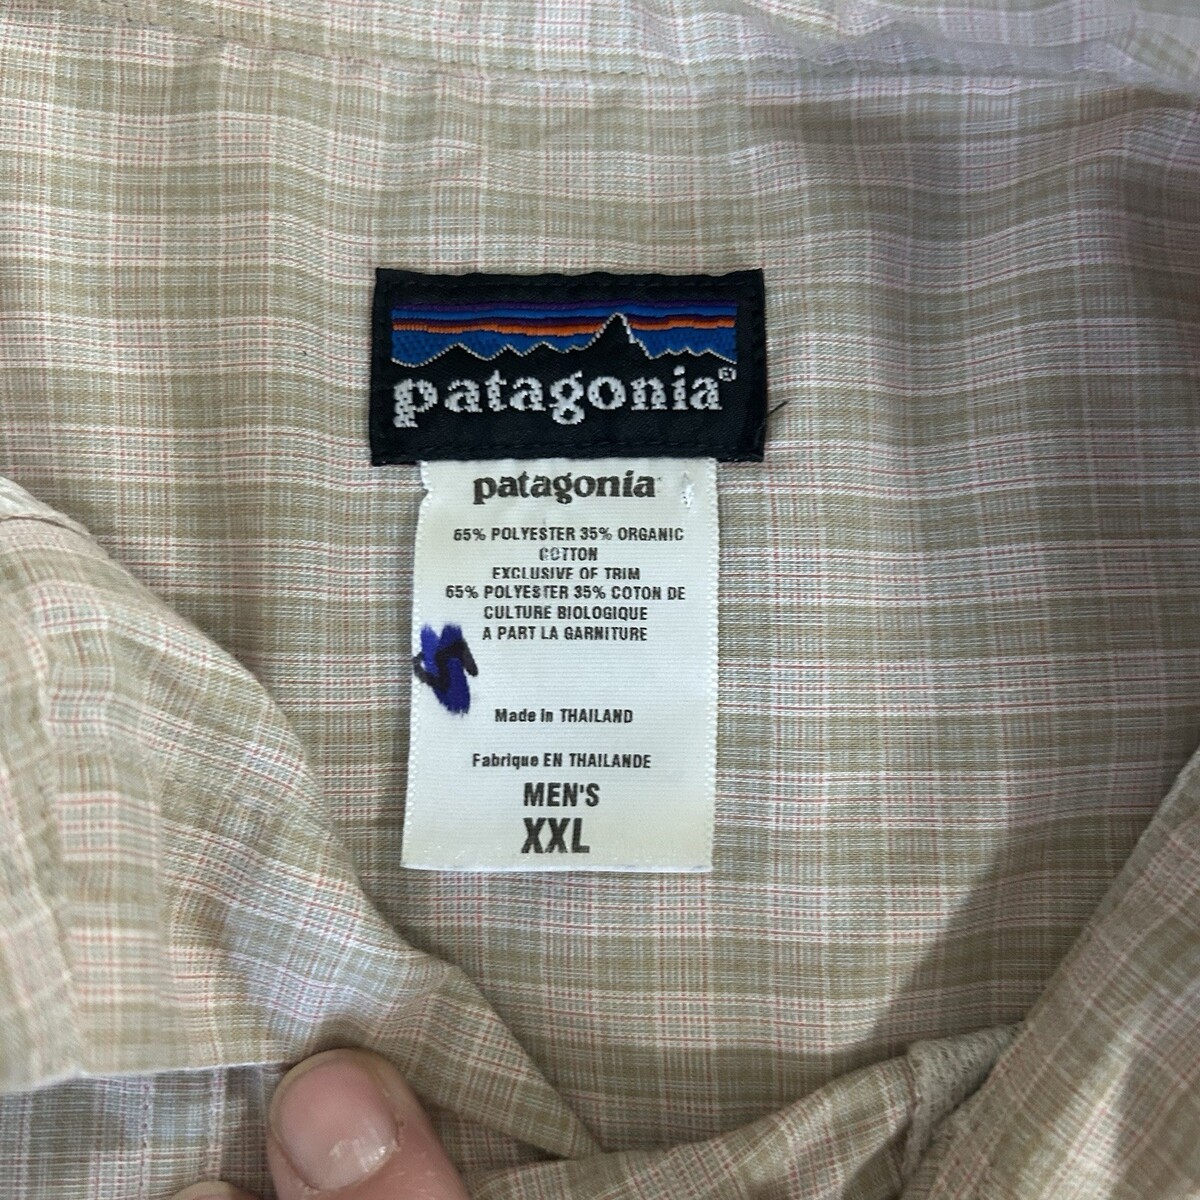 patagonia®
patagonia
65% POLYESTER 35% ORGANIC
COTTON
EXCLUSIVE OF TRIM
65% POLYESTER 35% COTON DE
CULTURE BIOLOGIQUE
A PART LA GARNITURE
Made in THAILAND
Fabrique EN THAILANDE
MEN'S
XXL